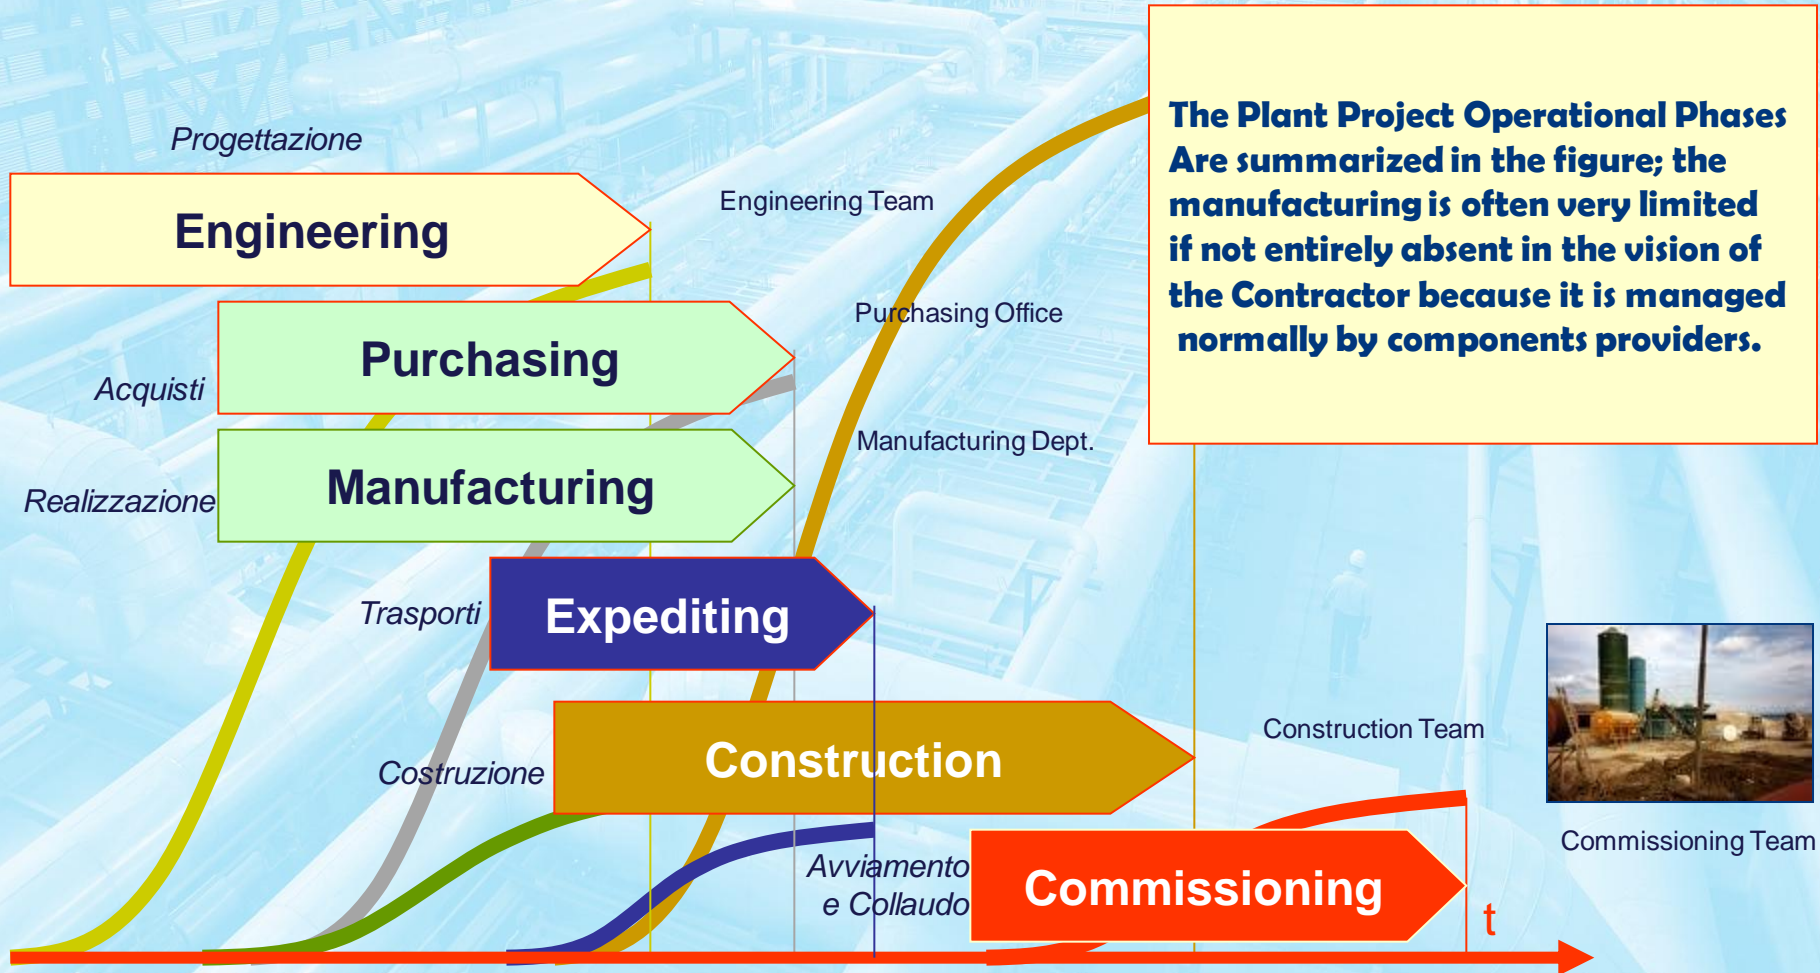 The Plant Project Operational Phases
Are summarized in the figure; the
manufacturing is often very limited
if not entirely absent in the vision of
the Contractor because it is managed
normally by components providers.
Progettazione
Engineering
Engineering Team
Purchasing
Purchasing Office
Acquisti
Manufacturing
Manufacturing Dept.
Realizzazione
Expediting
Trasporti
Construction
Construction Team
Costruzione
Commissioning
Commissioning Team
Avviamento
e Collaudo
t